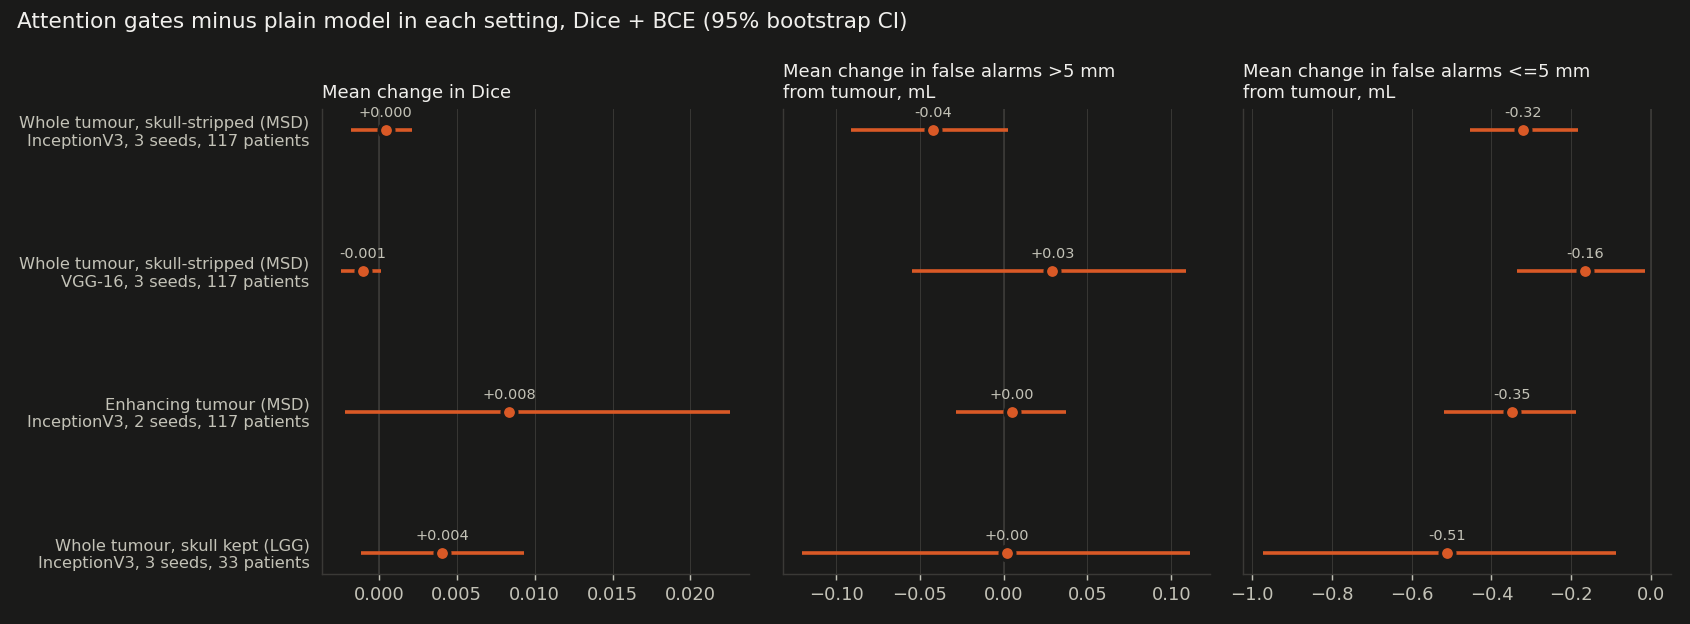 Attention gates minus plain model in each setting, Dice + BCE (95% bootstrap CI)
Mean change in Dice
Mean change in false alarms >5 mm
from tumour, mL
Mean change in false alarms <=5 mm
from tumour, mL
Whole tumour, skull-stripped (MSD)
InceptionV3, 3 seeds, 117 patients
+0.000
-0.04
-0.32
Whole tumour, skull-stripped (MSD)
VGG-16, 3 seeds, 117 patients
-0.001
+0.03
-0.16
Enhancing tumour (MSD)
InceptionV3, 2 seeds, 117 patients
+0.008
+0.00
-0.35
Whole tumour, skull kept (LGG)
InceptionV3, 3 seeds, 33 patients
+0.004
+0.00
-0.51
0.000 0.005 0.010 0.015 0.020
−0.10 −0.05 0.00 0.05 0.10
−1.0 −0.8 −0.6 −0.4 −0.2 0.0